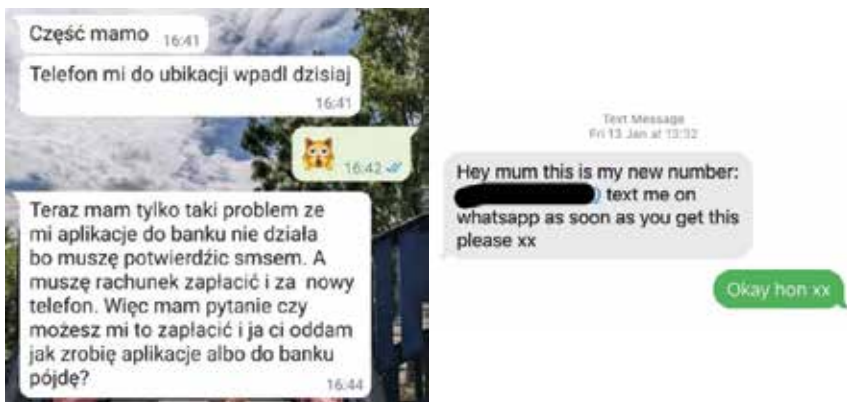 Część mamo
16:41
Telefon mi do ubikacji wpadl dzisiaj
16:41
16:42
Teraz mam tylko taki problem ze
mi aplikacje do banku nie działa
bo muszę potwierdźic smsem. A
muszę rachunek zapłacić i za nowy
telefon. Więc mam pytanie czy
możesz mi to zapłacić i ja ci oddam
jak zrobię aplikacje albo do banku
pójdę?
16:44
Text Message
Fri 13 Jan at 13:32
Hey mum this is my new number:
text me on
whatsapp as soon as you get this
please xx
Okay hon xx